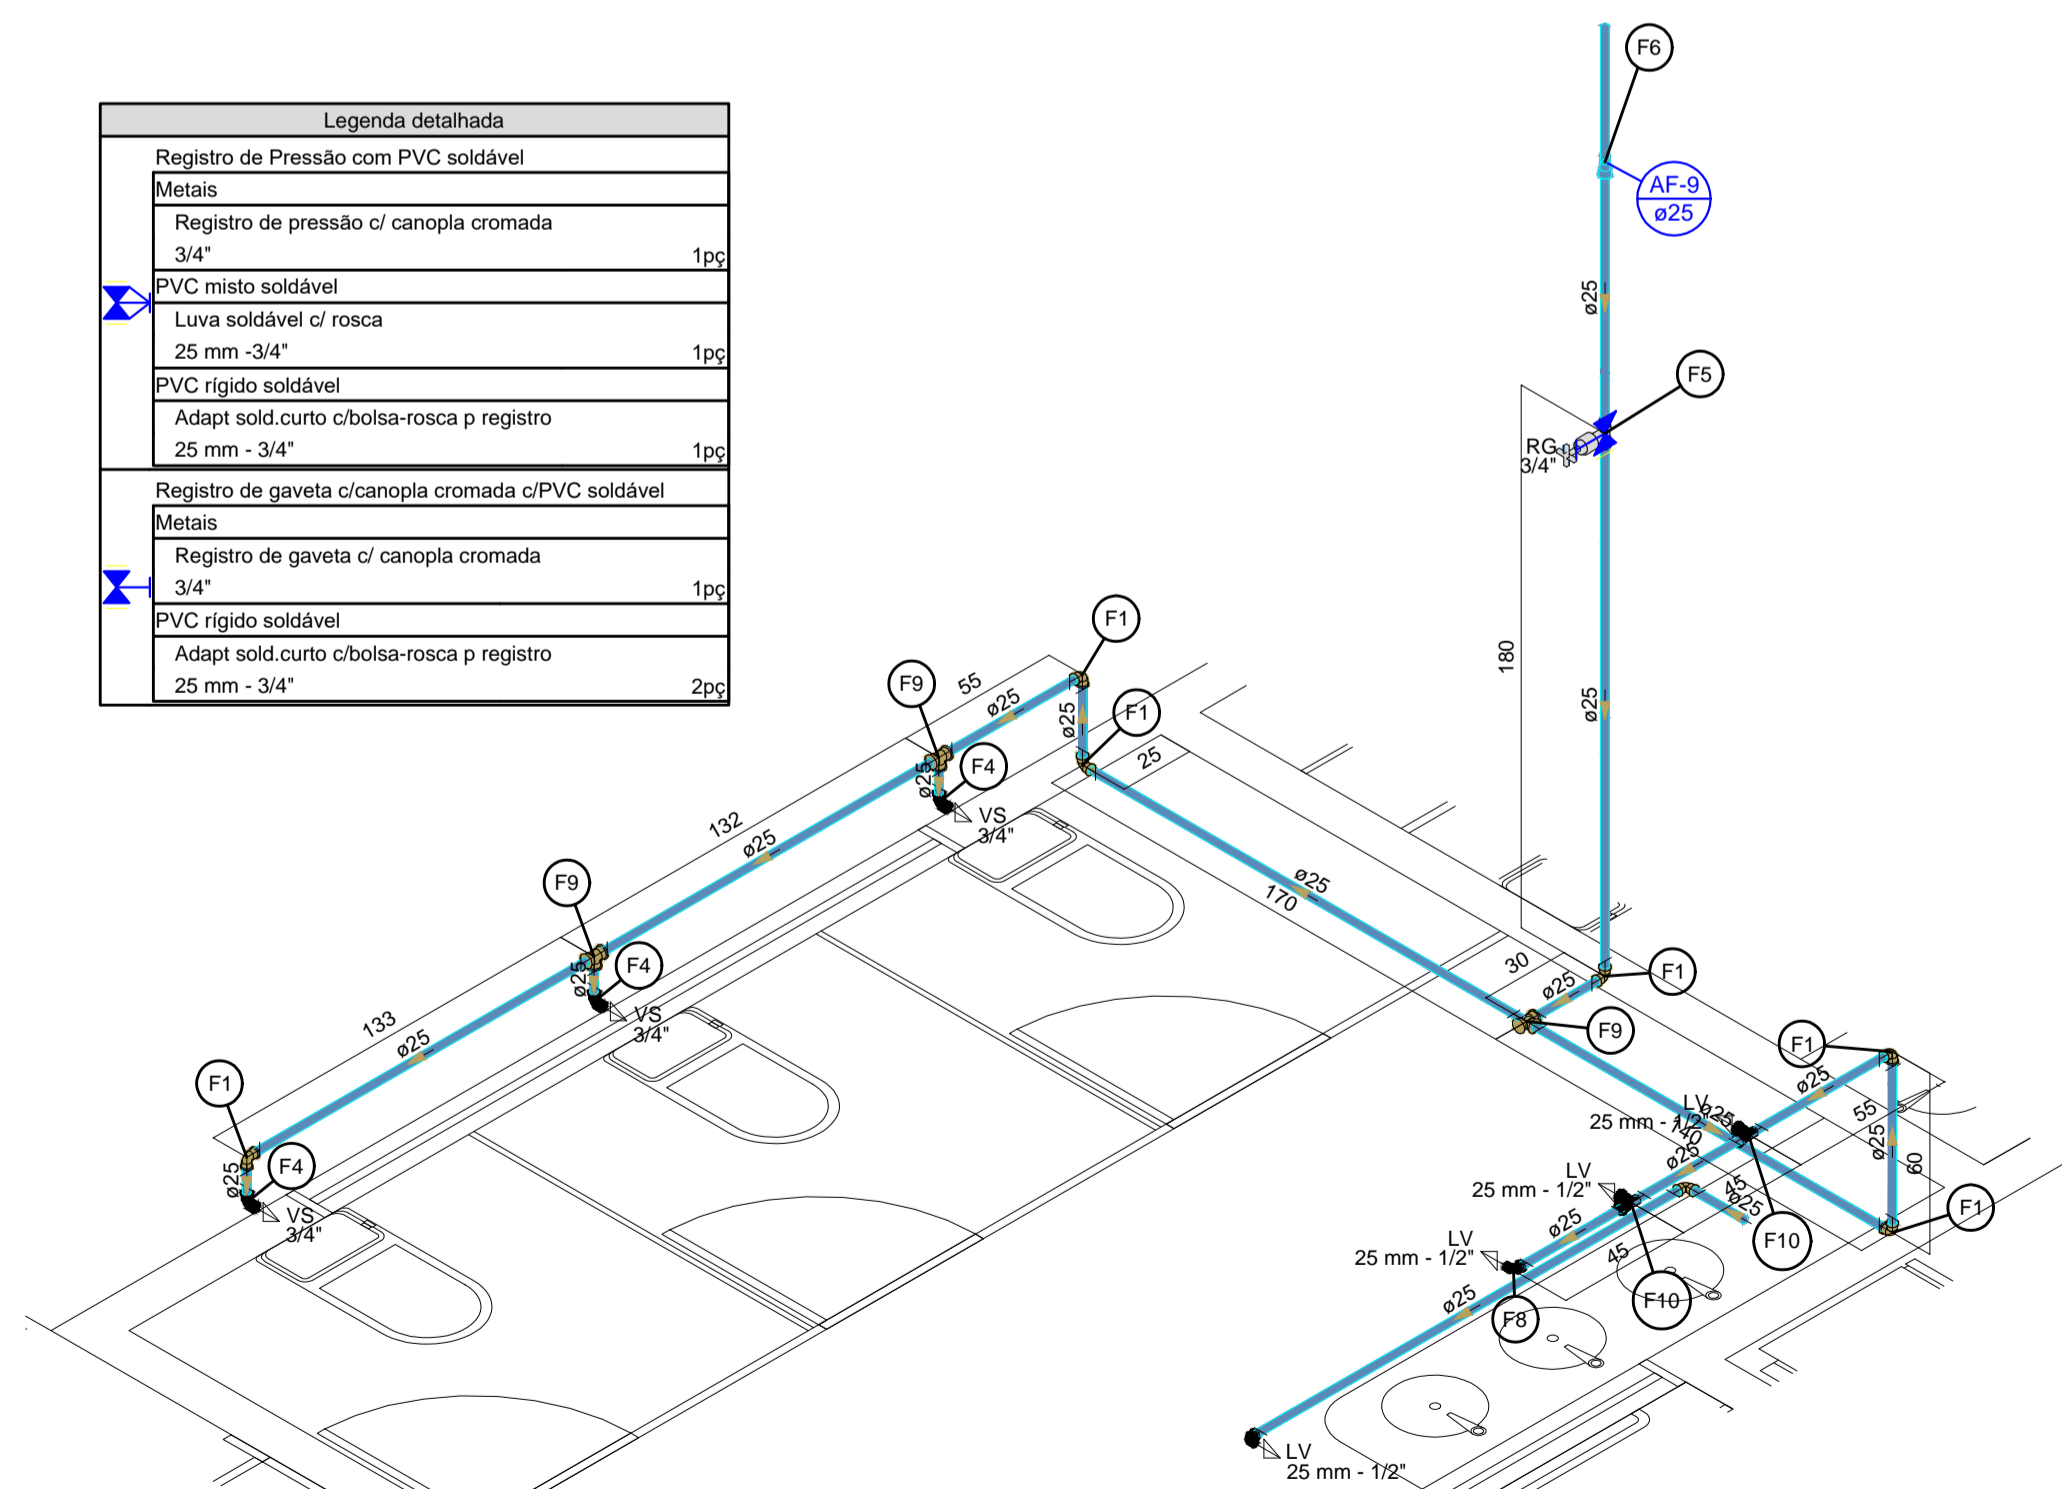 Legenda detalhada
Registro de Pressão com PVC soldável
Metais
Registro de pressão c/ canopla cromada
3/4" 1pç
PVC misto soldável
Luva soldável c/ rosca
25 mm -3/4" 1pç
PVC rígido soldável
Adapt sold.curto c/bolsa-rosca p registro
25 mm - 3/4" 1pç
Registro de gaveta c/canopla cromada c/PVC soldável
Metais
Registro de gaveta c/ canopla cromada
3/4" 1pç
PVC rígido soldável
Adapt sold.curto c/bolsa-rosca p registro
25 mm - 3/4" 2pç
F6
AF-9
ø25
ø25
F5
RG
3/4"
180
ø25
F1
F9
55
ø25
ø25
F1
25
F4
ø25
VS
3/4"
132
ø25
F9
F4
ø25
VS
3/4"
133
ø25
F1
F4
ø25
VS
3/4"
ø25
170
30
ø25
F1
F9
F1
ø25
55
ø25
60
F1
LV
25 mm - 1/2"
ø25
140
ø25
45
ø25
F10
LV
25 mm - 1/2"
ø25
45
F10
LV
25 mm - 1/2"
F8
ø25
LV
25 mm - 1/2"